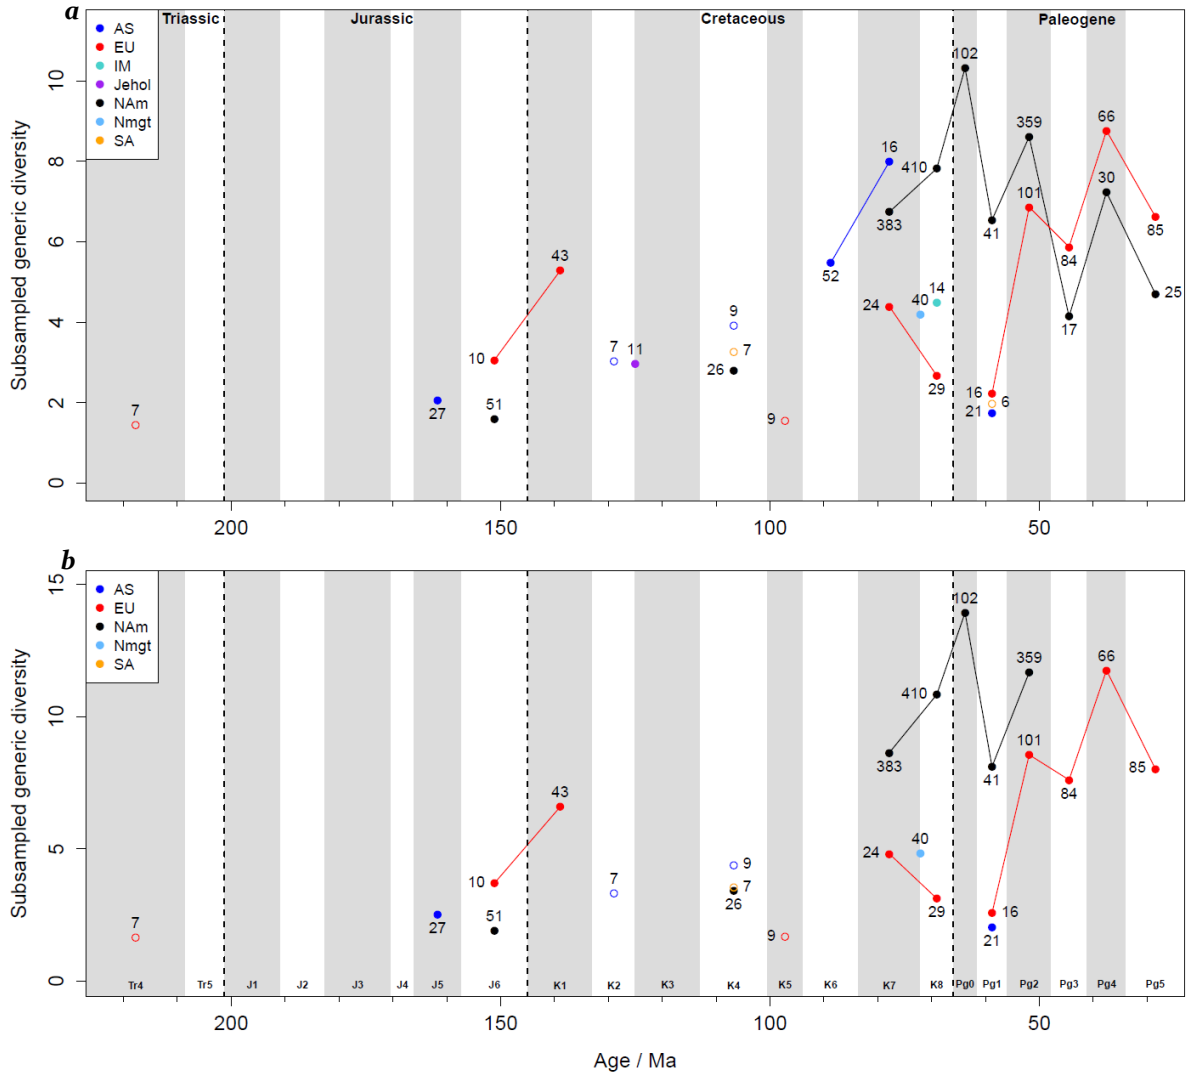 a
Triassic Jurassic Cretaceous Paleogene
AS
EU
IM
Jehol
NAm
Nmgt
SA
Subsampled generic diversity
0 2 4 6 8 10
7
27
10
51
43
7
11
9
7
26
9
52
16
383
410
24
29
40
14
102
41
16
6
21
359
101
84
17
66
30
85
25
200 150 100 50
b
AS
EU
NAm
Nmgt
SA
Subsampled generic diversity
0 5 10 15
7
27
10
51
43
7
9
7
26
9
383
410
24
29
40
102
41
16
21
359
101
84
66
85
Tr4 Tr5 J1 J2 J3 J4 J5 J6 K1 K2 K3 K4 K5 K6 K7 K8 Pg0 Pg1 Pg2 Pg3 Pg4 Pg5
200 150 100 50
Age / Ma